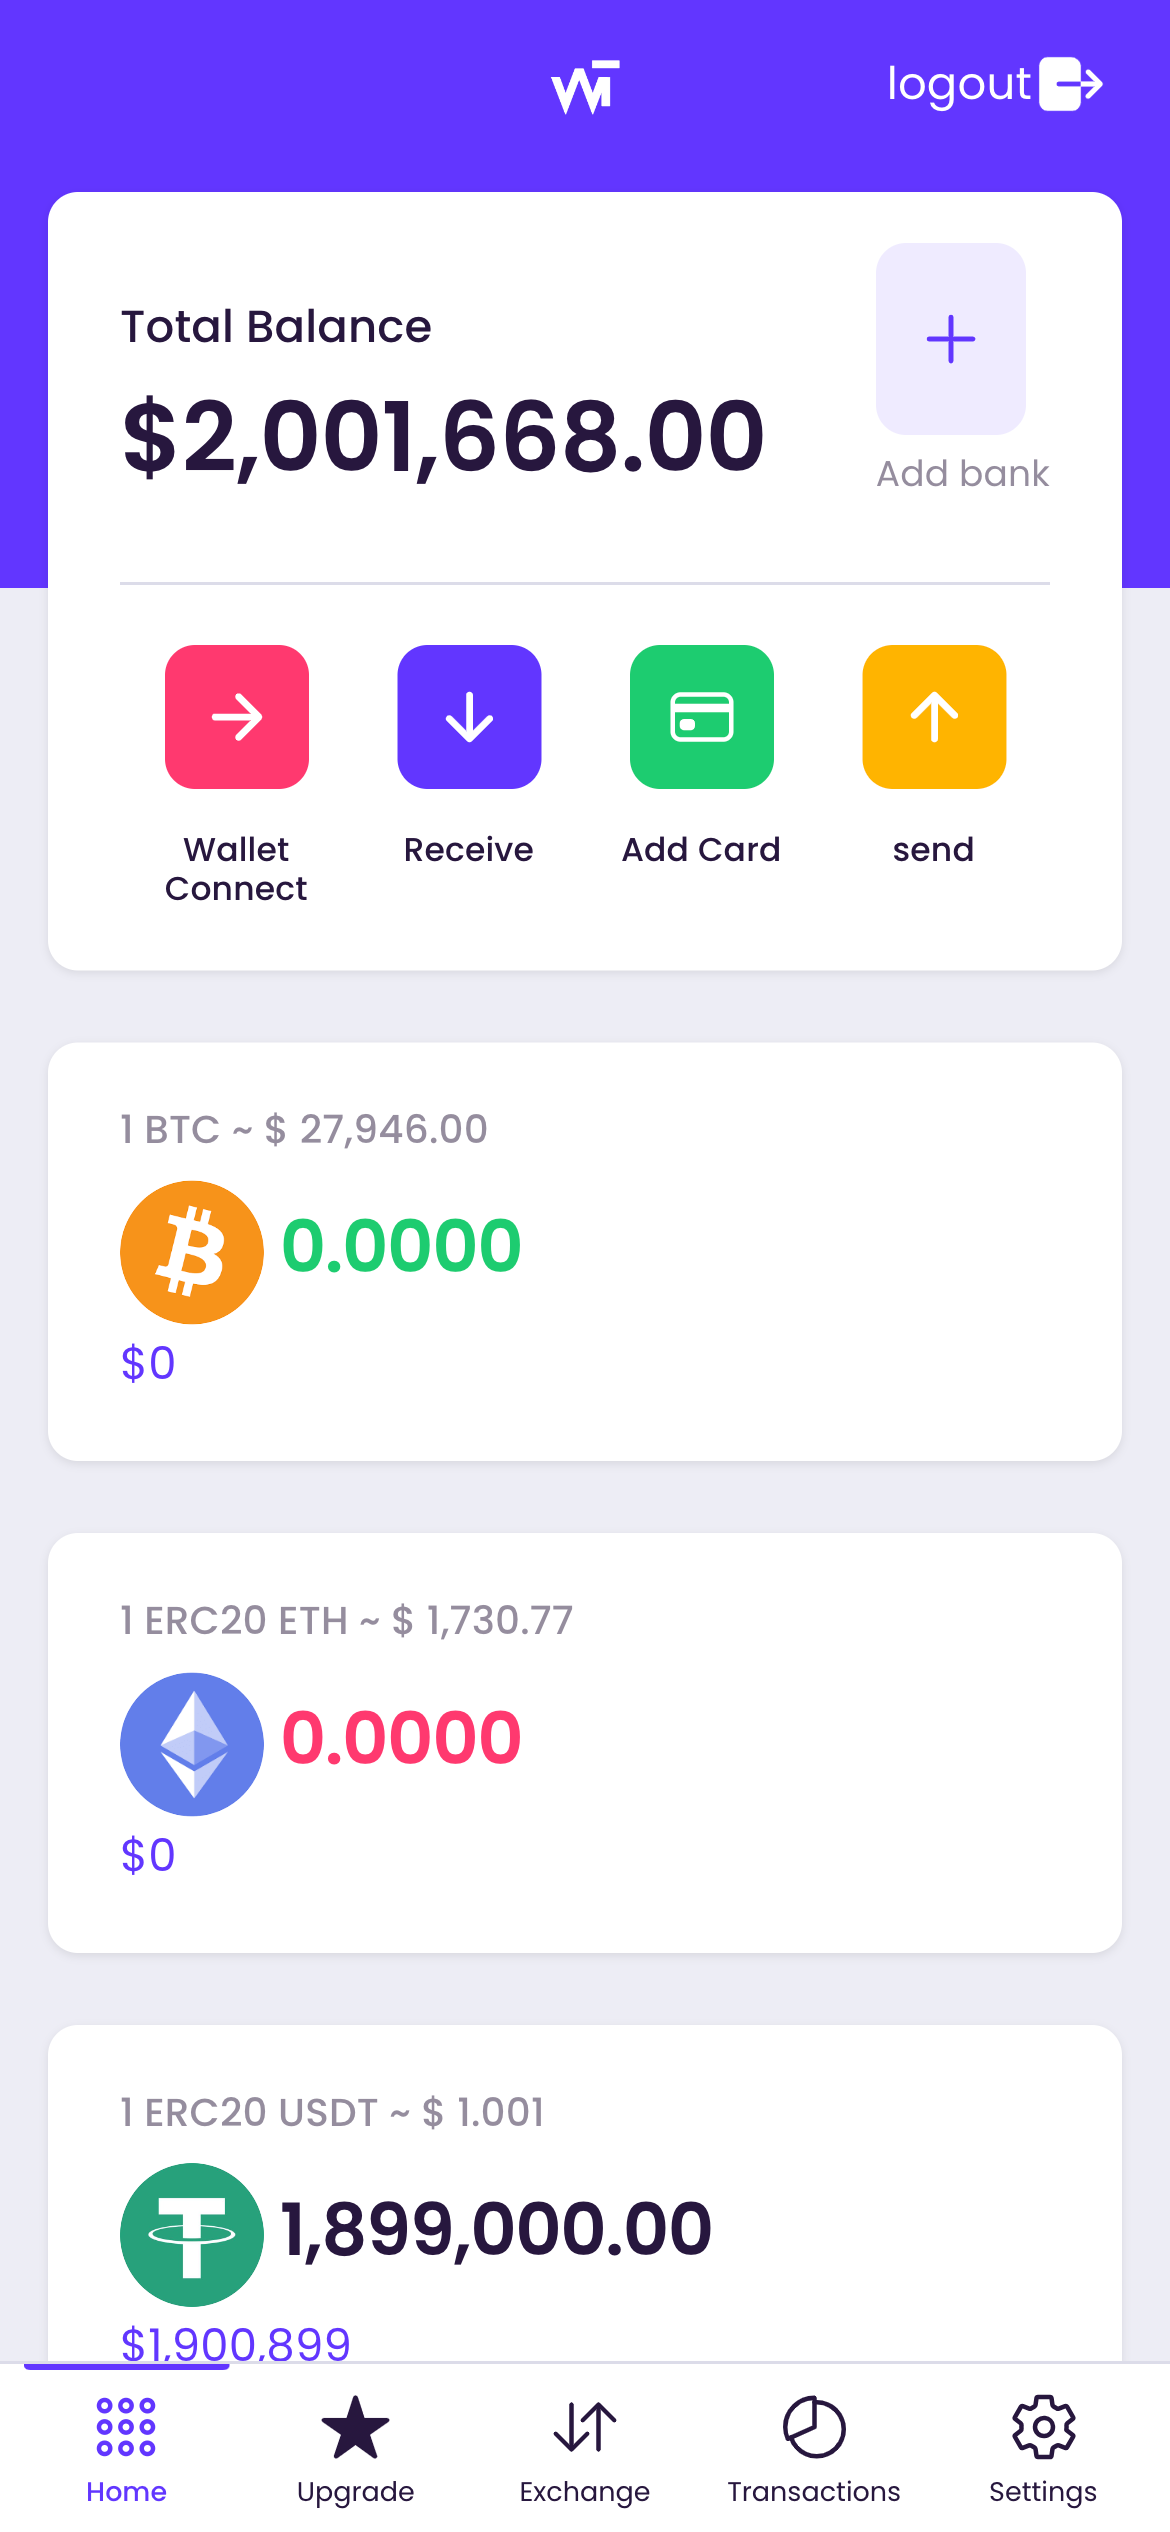 logout
Total Balance
$2,001,668.00
Add bank
Wallet
Connect
Receive
Add Card
send
1 BTC ~ $ 27,946.00
0.0000
$0
1 ERC20 ETH ~ $ 1,730.77
0.0000
$0
1 ERC20 USDT ~ $ 1.001
1,899,000.00
$1,900,899
Home
Upgrade
Exchange
Transactions
Settings